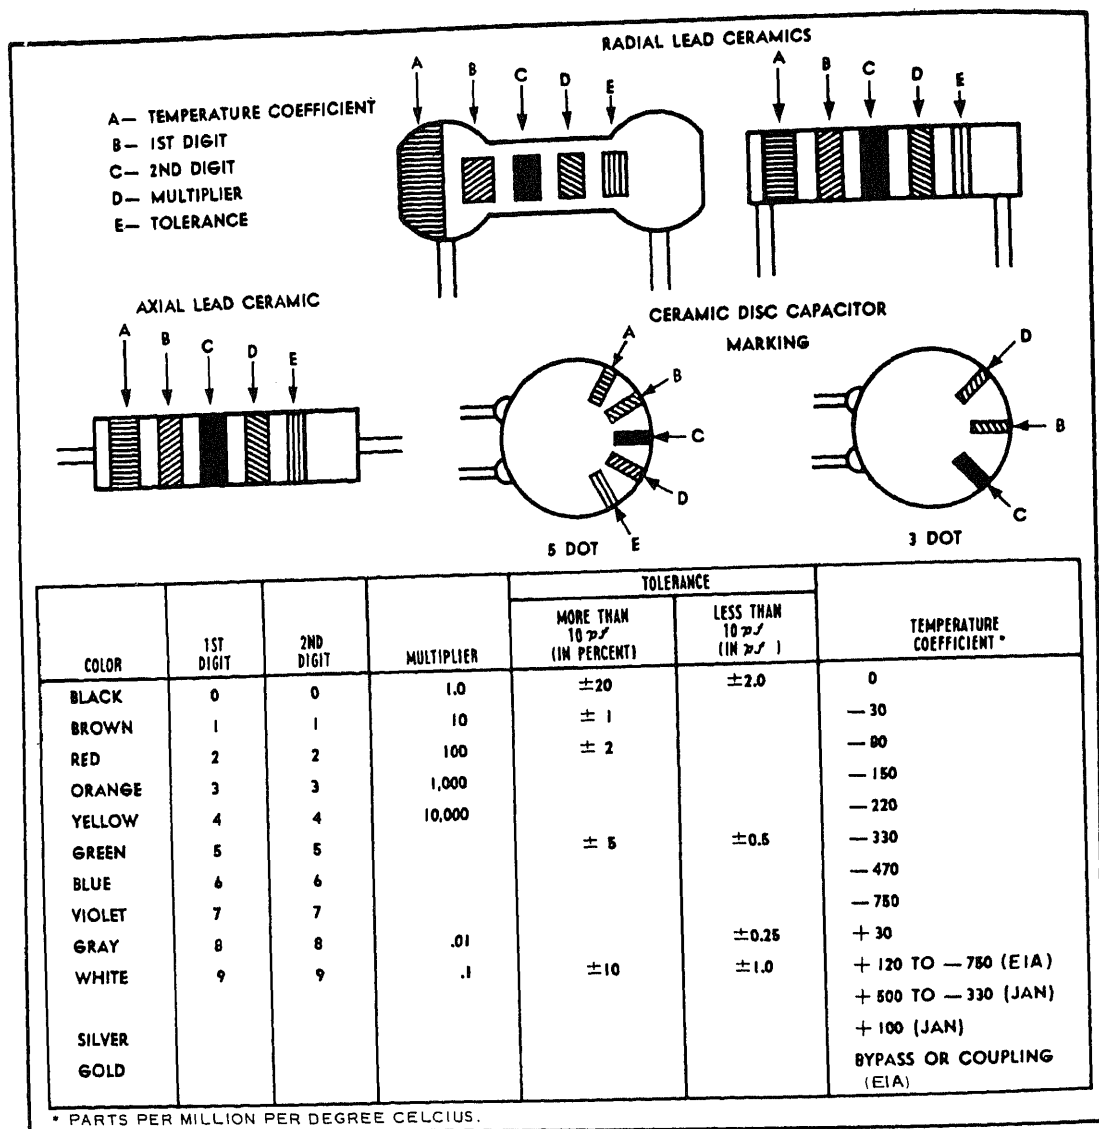 RADIAL LEAD CERAMICS
A B C D E
A B C D E
A— TEMPERATURE COEFFICIENT
B— 1ST DIGIT
C— 2ND DIGIT
D— MULTIPLIER
E— TOLERANCE
AXIAL LEAD CERAMIC
A B C D E
CERAMIC DISC CAPACITOR
MARKING
A
B
C
D
E
5 DOT
D
B
C
3 DOT
TOLERANCE
COLOR 1ST DIGIT 2ND DIGIT MULTIPLIER MORE THAN 10 pf (IN PERCENT) LESS THAN 10 pf (IN pf ) TEMPERATURE COEFFICIENT *
BLACK 0 0 1.0 ±20 ±2.0 0
BROWN 1 1 10 ± 1 — 30
RED 2 2 100 ± 2 — 80
ORANGE 3 3 1,000 — 150
YELLOW 4 4 10,000 — 220
GREEN 5 5 ± 5 ±0.5 — 330
BLUE 6 6 — 470
VIOLET 7 7 — 750
GRAY 8 8 .01 ±0.25 + 30
WHITE 9 9 .1 ±10 ±1.0 + 120 TO — 750 (EIA)
+ 500 TO — 330 (JAN)
SILVER + 100 (JAN)
GOLD BYPASS OR COUPLING
(EIA)
* PARTS PER MILLION PER DEGREE CELCIUS.